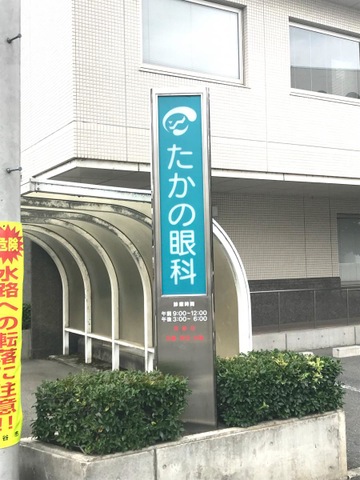 たかの眼科
診療時間
午前 9:00~12:00
午後 3:00~ 6:00
危険
水路への転落に注意!!